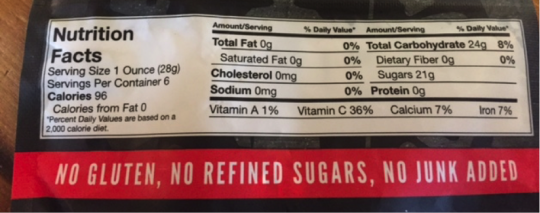 Nutrition
Facts
Serving Size 1 Ounce (28g)
Servings Per Container 6
Calories 96
Calories from Fat 0
*Percent Daily Values are based on a
2,000 calorie diet.
Amount/Serving % Daily Value* Amount/Serving % Daily Value*
Total Fat 0g 0% Total Carbohydrate 24g 8%
Saturated Fat 0g 0% Dietary Fiber 0g 0%
Cholesterol 0mg 0% Sugars 21g
Sodium 0mg 0% Protein 0g
Vitamin A 1% Vitamin C 36% Calcium 7% Iron 7%
NO GLUTEN, NO REFINED SUGARS, NO JUNK ADDED